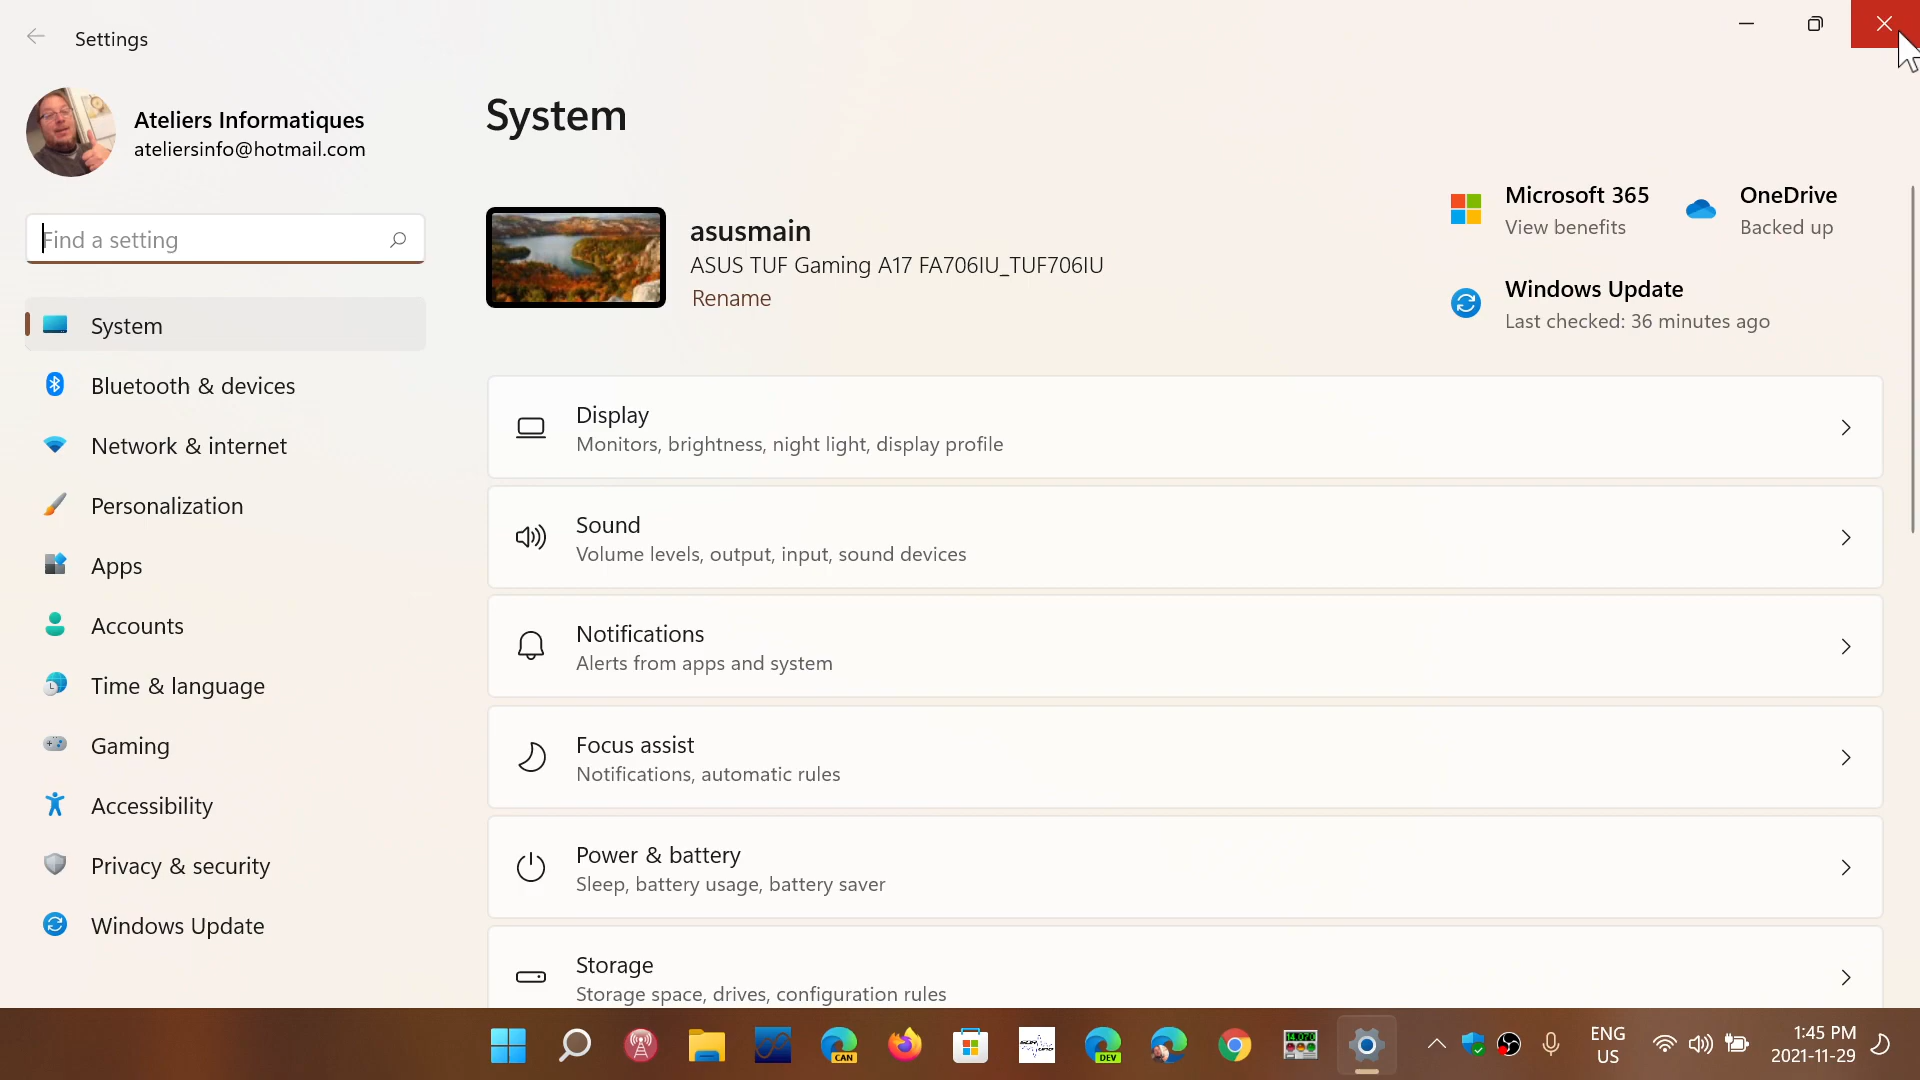 Settings
Ateliers Informatiques
ateliersinfo@hotmail.com
Find a setting
System
Bluetooth & devices
Network & internet
Personalization
Apps
Accounts
Time & language
Gaming
Accessibility
Privacy & security
Windows Update
System
asusmain
ASUS TUF Gaming A17 FA706IU_TUF706IU
Rename
Microsoft 365
View benefits
OneDrive
Backed up
Windows Update
Last checked: 36 minutes ago
Display
Monitors, brightness, night light, display profile
Sound
Volume levels, output, input, sound devices
Notifications
Alerts from apps and system
Focus assist
Notifications, automatic rules
Power & battery
Sleep, battery usage, battery saver
Storage
Storage space, drives, configuration rules
CAN
DEV
ENG
US
1:45 PM
2021-11-29